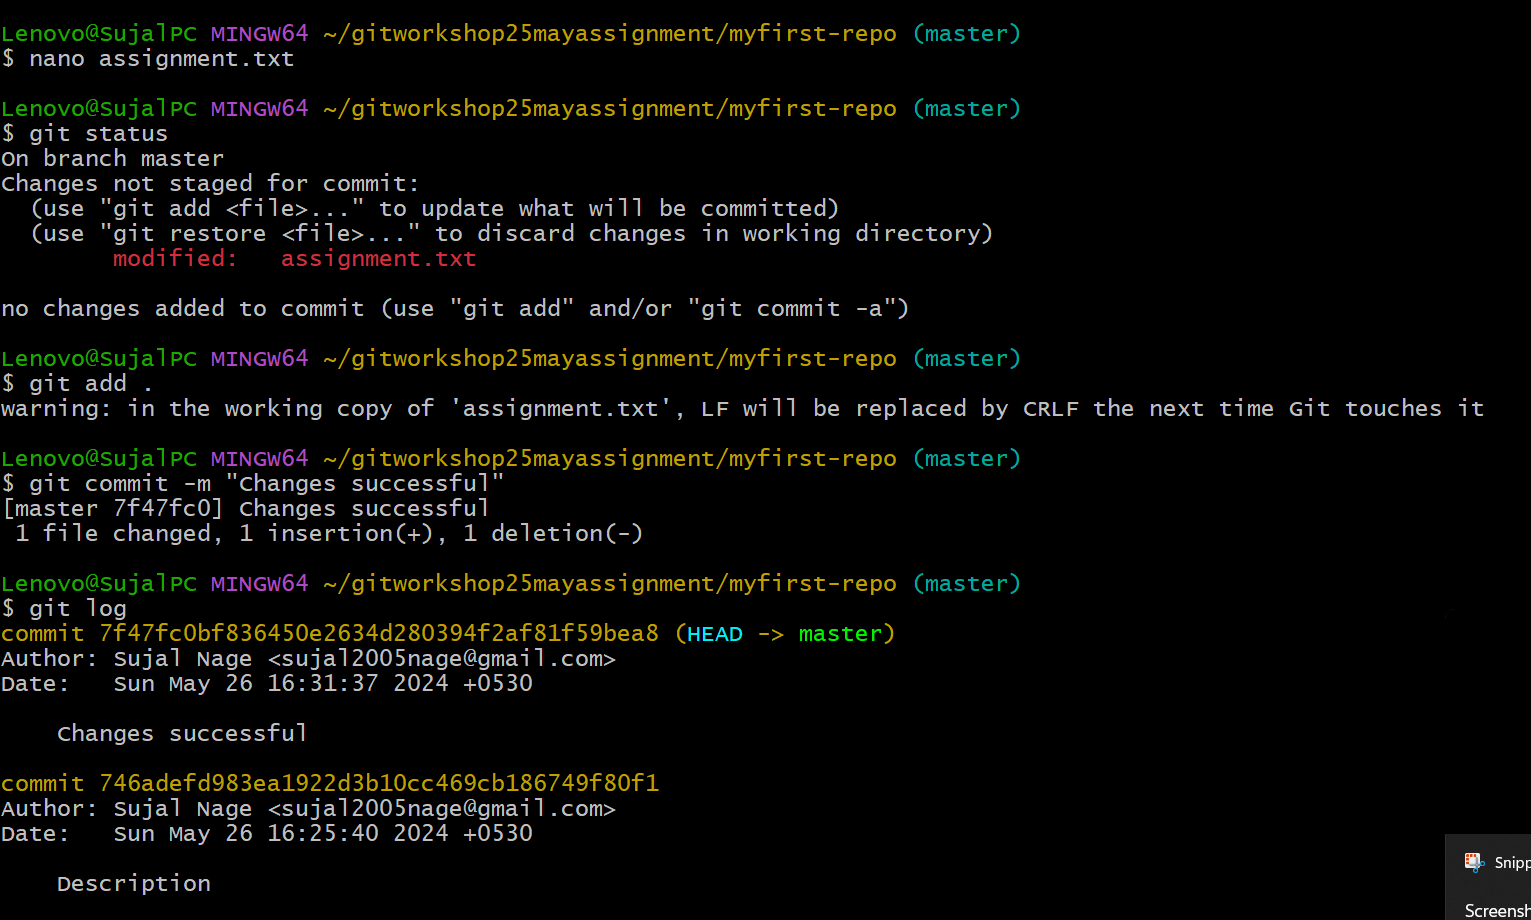 Lenovo@SujalPC MINGW64 ~/gitworkshop25mayassignment/myfirst-repo (master)
$ nano assignment.txt
Lenovo@SujalPC MINGW64 ~/gitworkshop25mayassignment/myfirst-repo (master)
$ git status
On branch master
Changes not staged for commit:
  (use "git add <file>..." to update what will be committed)
  (use "git restore <file>..." to discard changes in working directory)
        modified:   assignment.txt
no changes added to commit (use "git add" and/or "git commit -a")
Lenovo@SujalPC MINGW64 ~/gitworkshop25mayassignment/myfirst-repo (master)
$ git add .
warning: in the working copy of 'assignment.txt', LF will be replaced by CRLF the next time Git touches it
Lenovo@SujalPC MINGW64 ~/gitworkshop25mayassignment/myfirst-repo (master)
$ git commit -m "Changes successful"
[master 7f47fc0] Changes successful
 1 file changed, 1 insertion(+), 1 deletion(-)
Lenovo@SujalPC MINGW64 ~/gitworkshop25mayassignment/myfirst-repo (master)
$ git log
commit 7f47fc0bf836450e2634d280394f2af81f59bea8 (HEAD -> master)
Author: Sujal Nage <sujal2005nage@gmail.com>
Date:   Sun May 26 16:31:37 2024 +0530
    Changes successful
commit 746adefd983ea1922d3b10cc469cb186749f80f1
Author: Sujal Nage <sujal2005nage@gmail.com>
Date:   Sun May 26 16:25:40 2024 +0530
    Description
Snipp
Screensh